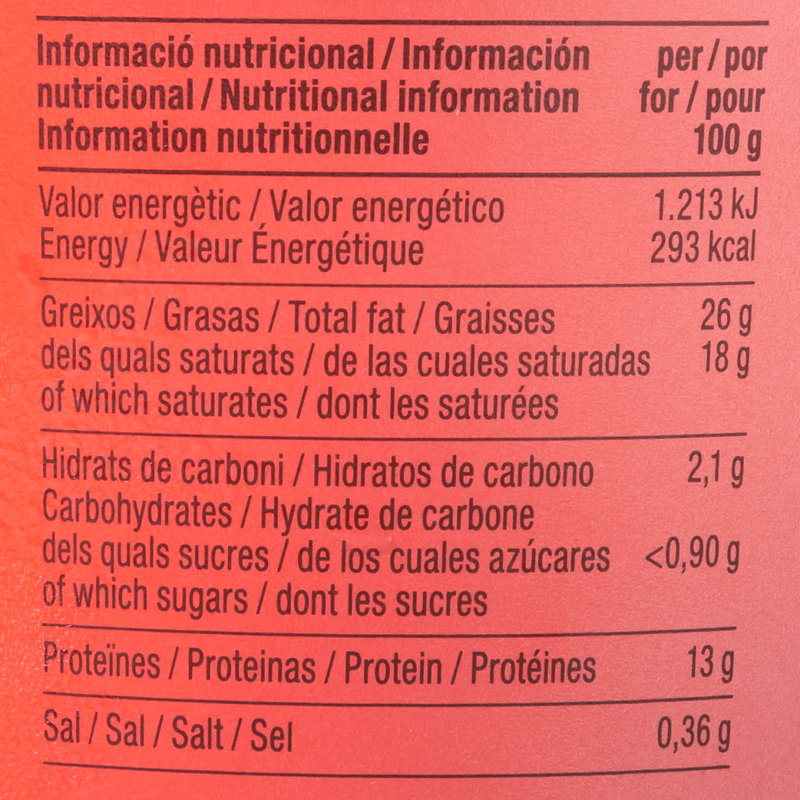 Informació nutricional / Información per / por
nutricional / Nutritional information for / pour
Information nutritionnelle 100 g
Valor energètic / Valor energético 1.213 kJ
Energy / Valeur Énergétique 293 kcal
Greixos / Grasas / Total fat / Graisses 26 g
dels quals saturats / de las cuales saturadas 18 g
of which saturates / dont les saturées
Hidrats de carboni / Hidratos de carbono 2,1 g
Carbohydrates / Hydrate de carbone
dels quals sucres / de los cuales azúcares <0,90 g
of which sugars / dont les sucres
Proteïnes / Proteinas / Protein / Protéines 13 g
Sal / Sal / Salt / Sel 0,36 g